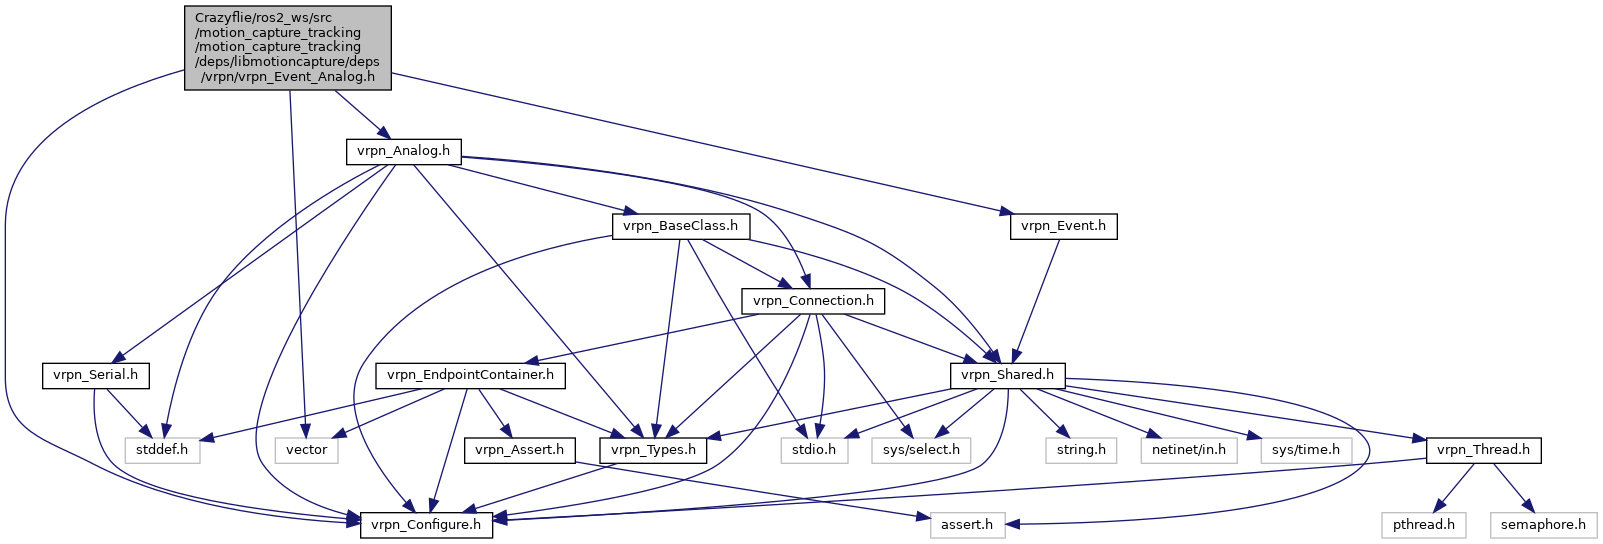 Crazyflie/ros2_ws/src
/motion_capture_tracking
/motion_capture_tracking
/deps/libmotioncapture/deps
/vrpn/vrpn_Event_Analog.h
vrpn_Analog.h
vrpn_BaseClass.h
vrpn_Event.h
vrpn_Connection.h
vrpn_Serial.h
vrpn_EndpointContainer.h
vrpn_Shared.h
stddef.h
vector
vrpn_Assert.h
vrpn_Types.h
stdio.h
sys/select.h
string.h
netinet/in.h
sys/time.h
vrpn_Thread.h
vrpn_Configure.h
assert.h
pthread.h
semaphore.h